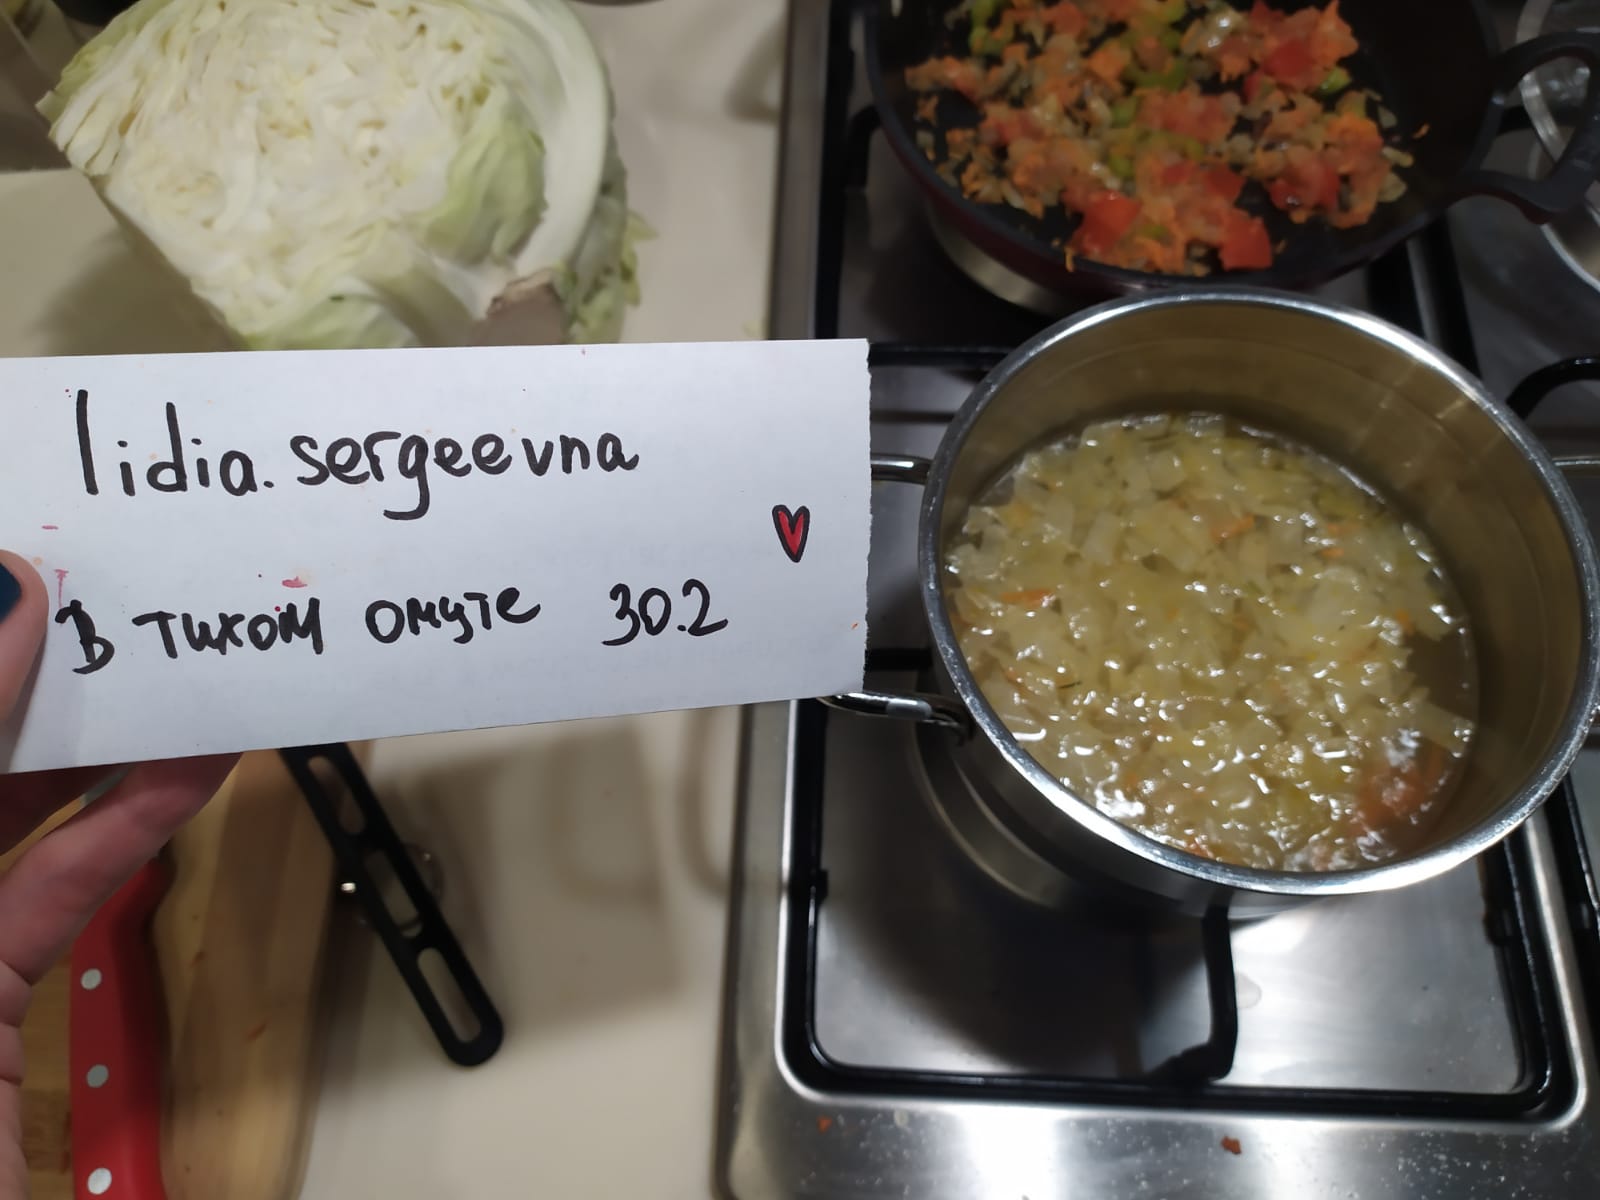 lidia.sergeevna
В тихом омуте 30.2